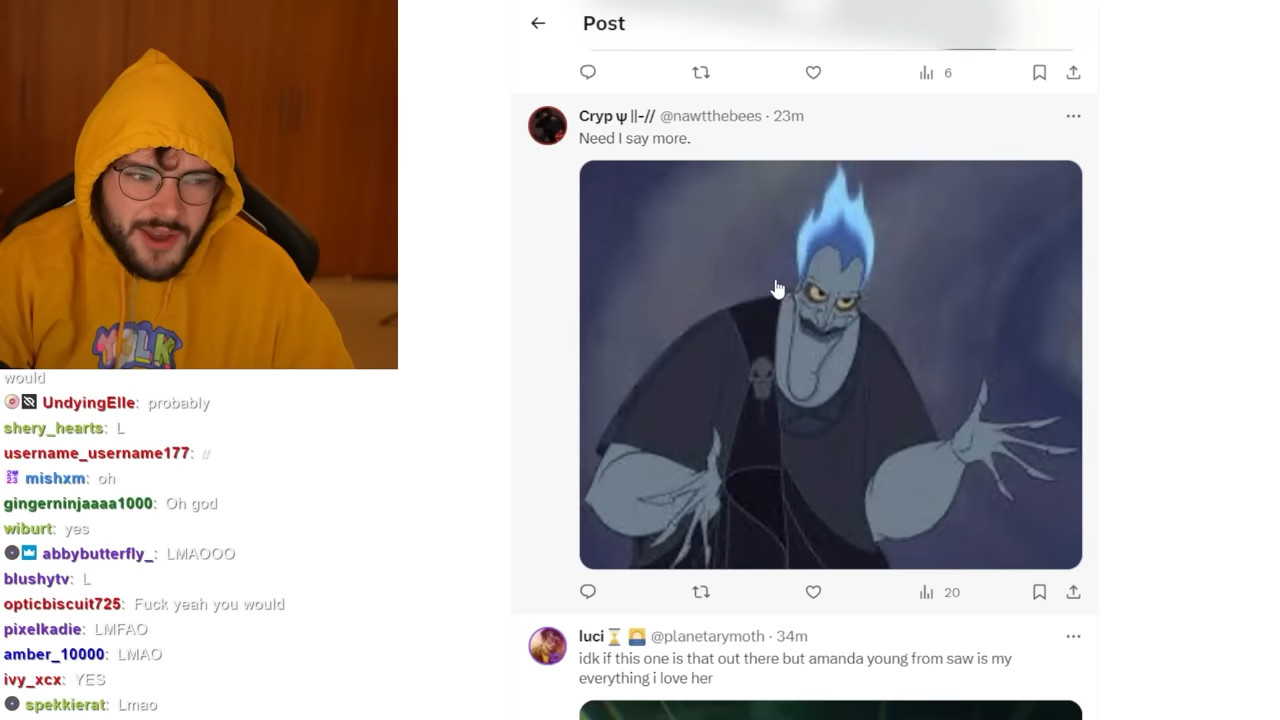 Post
6
Cryp ψ ||-// @nawtthebees · 23m
Need I say more.
20
luci @planetarymoth · 34m
idk if this one is that out there but amanda young from saw is my
everything i love her
would
UndyingElle: probably
shery_hearts: L
username_username177: //
mishxm: oh
gingerninjaaaa1000: Oh god
wiburt: yes
abbybutterfly_: LMAOOO
blushytv: L
opticbiscuit725: Fuck yeah you would
pixelkadie: LMFAO
amber_10000: LMAO
ivy_xcx: YES
spekkierat: Lmao